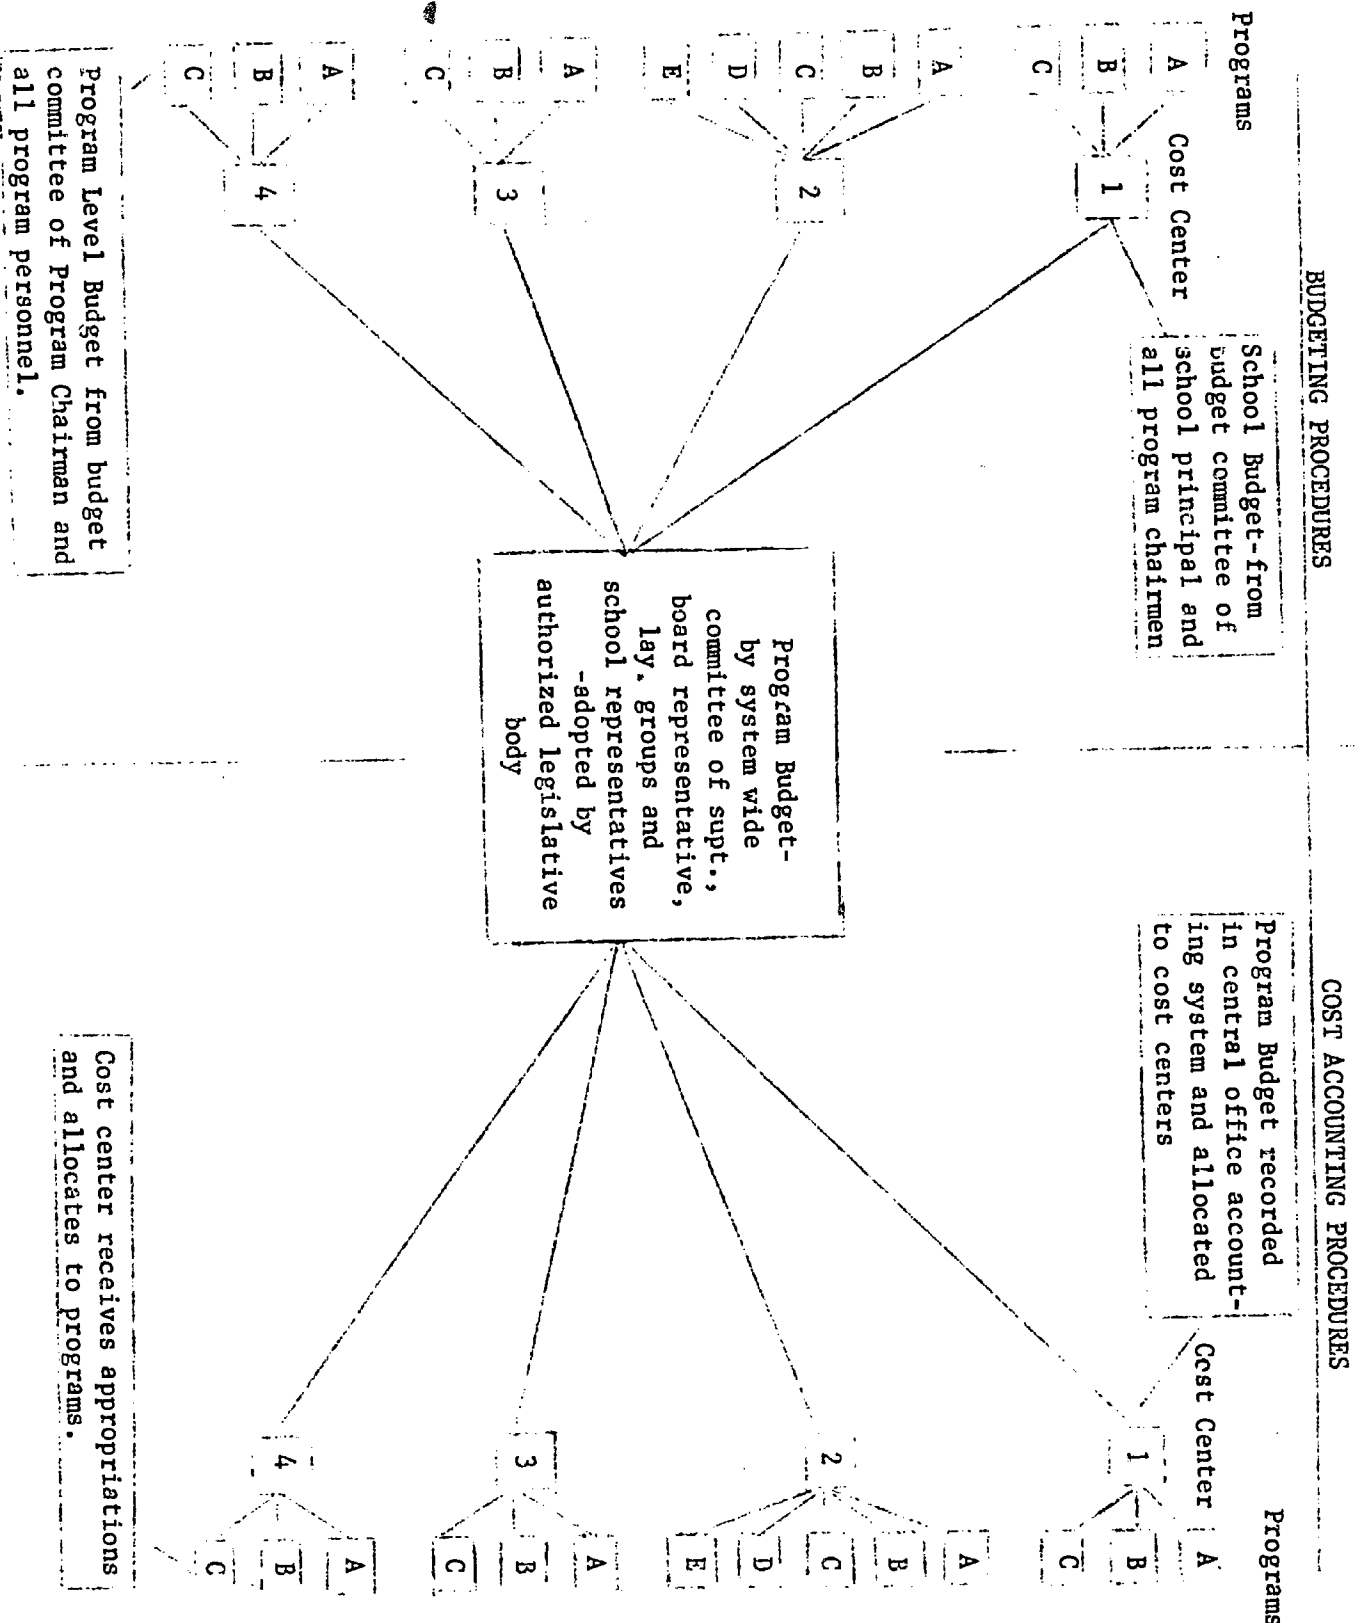 BUDGETING PROCEDURES
COST ACCOUNTING PROCEDURES
Programs
Cost Center
School Budget-from
budget committee of
school principal and
all program chairmen
A
B
C
1
A
B
C
D
E
2
A
B
C
3
A
B
C
4
Program Level Budget from budget
committee of Program Chairman and
all program personnel.
Program Budget-
by system wide
committee of supt.,
board representative,
lay. groups and
school representatives
-adopted by
authorized legislative
body
Program Budget recorded
in central office account-
ing system and allocated
to cost centers
Cost Center
Programs
1
A
B
C
2
A
B
C
D
E
3
A
B
C
4
A
B
C
Cost center receives appropriations
and allocates to programs.